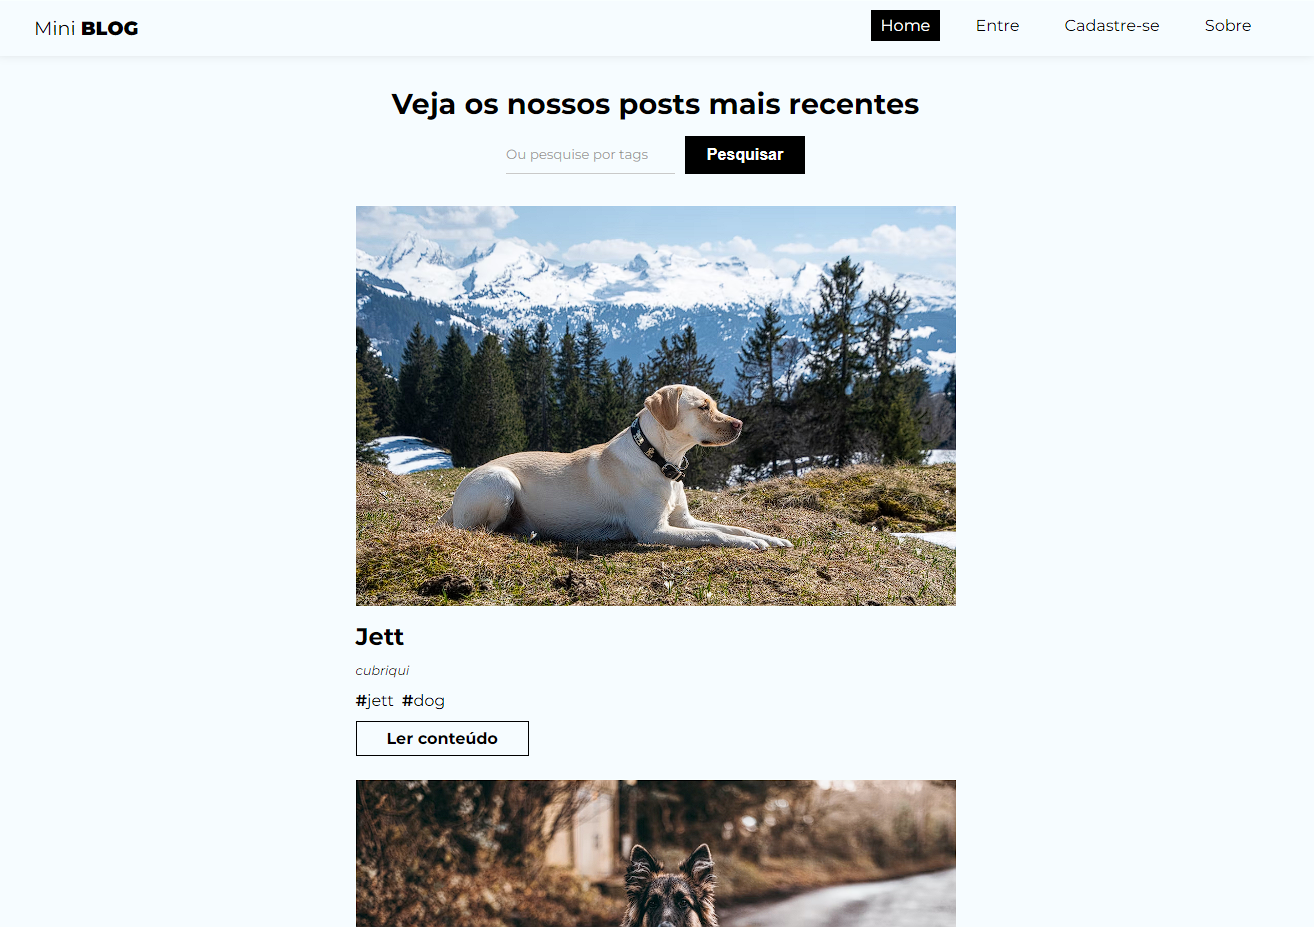 Mini BLOG
Home Entre Cadastre-se Sobre
Veja os nossos posts mais recentes
Ou pesquise por tags Pesquisar
Jett
cubriqui
#jett #dog
Ler conteúdo